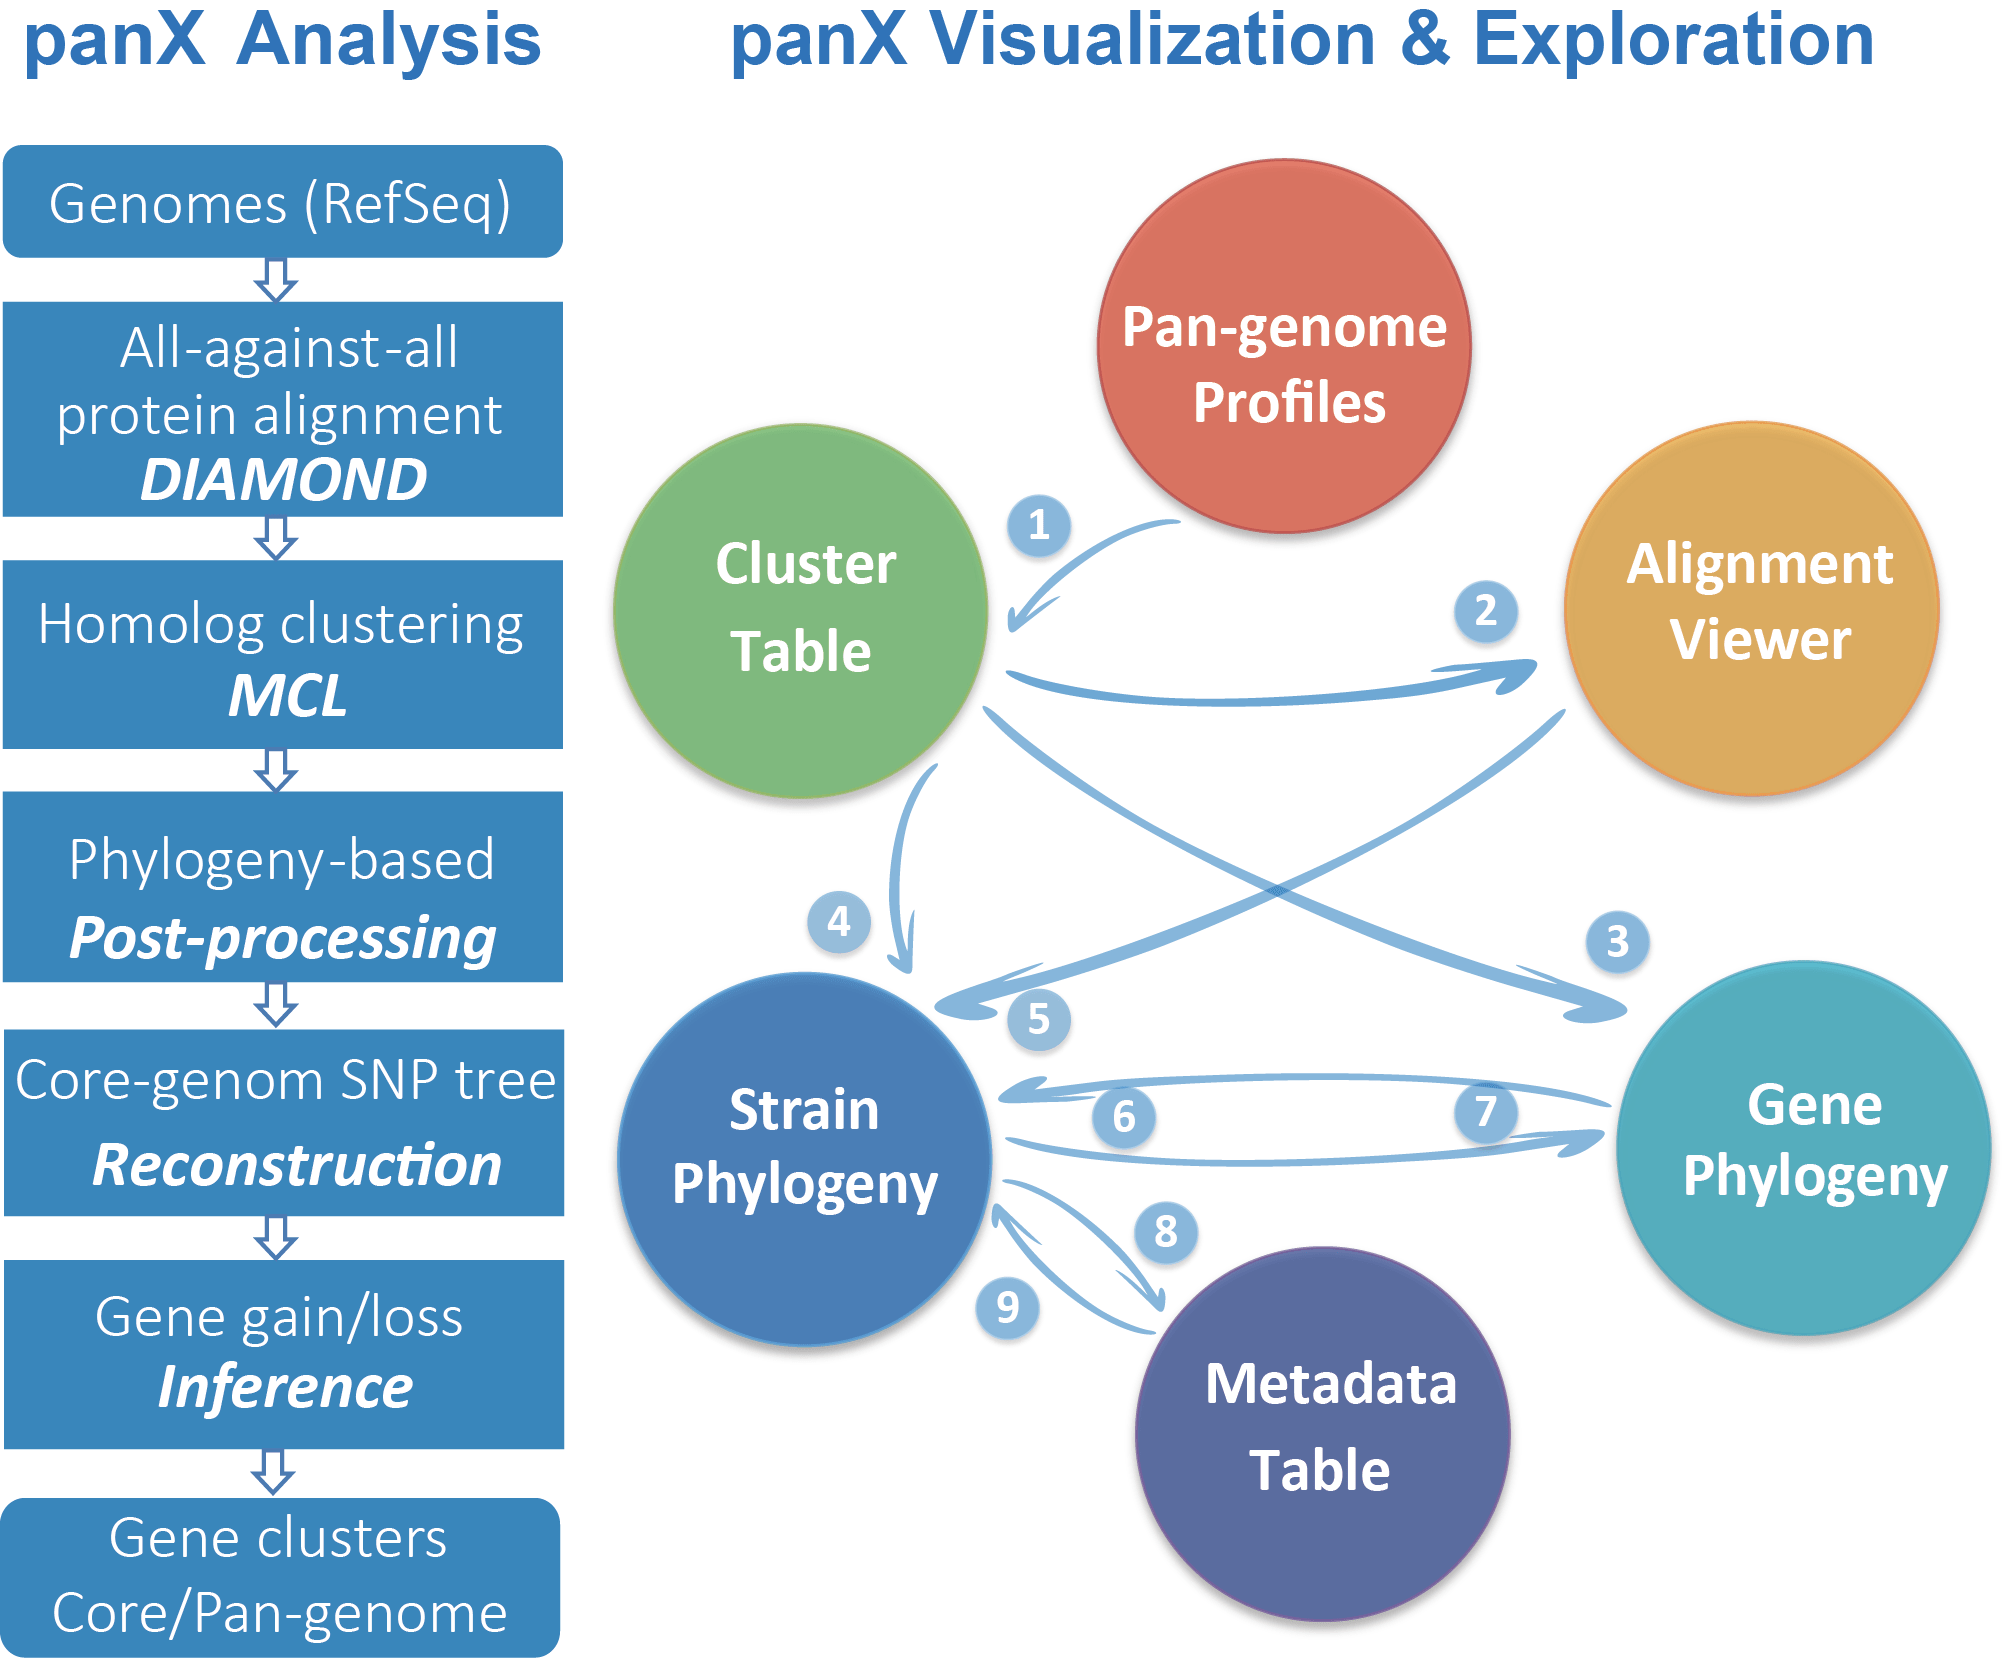 panX Analysis
panX Visualization & Exploration
Genomes (RefSeq)
All-against-all
protein alignment
DIAMOND
Homolog clustering
MCL
Phylogeny-based
Post-processing
Core-genom SNP tree
Reconstruction
Gene gain/loss
Inference
Gene clusters
Core/Pan-genome
Pan-genome
Profiles
Cluster
Table
Alignment
Viewer
1
2
3
4
5
6
7
8
9
Strain
Phylogeny
Gene
Phylogeny
Metadata
Table